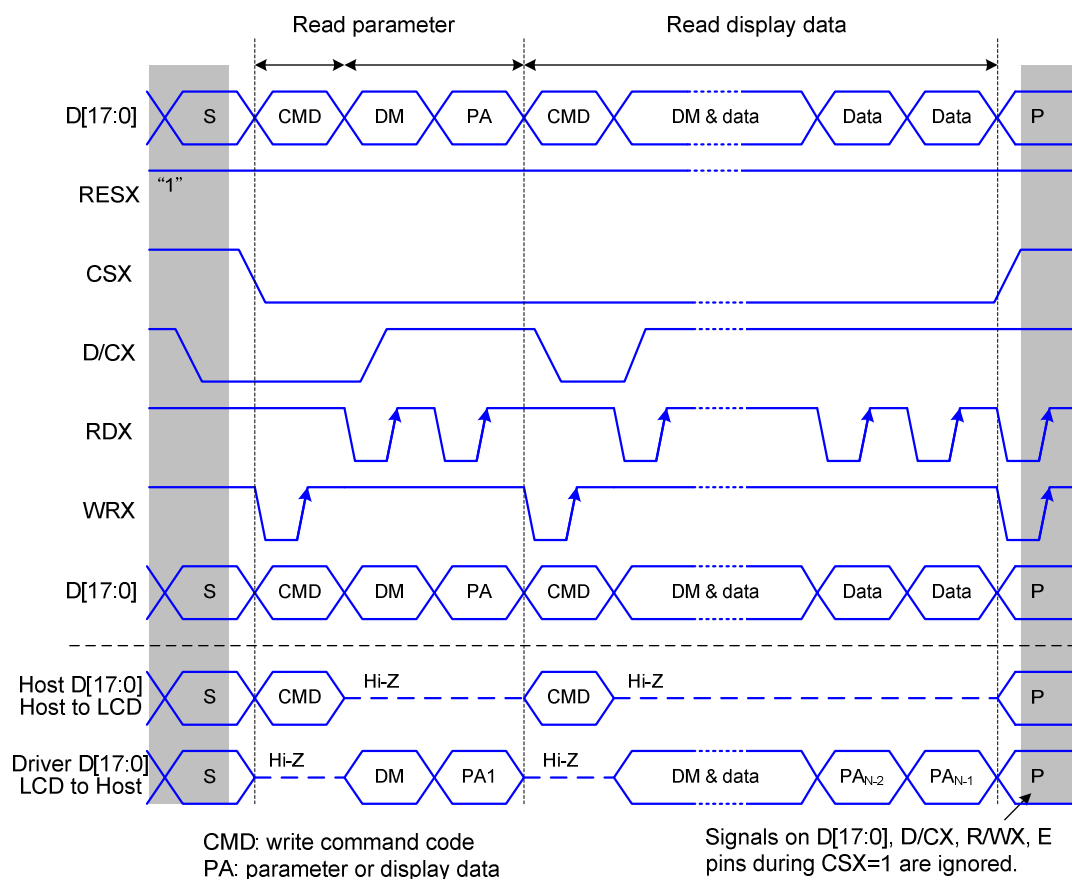 Read parameter
Read display data
D[17:0]
S
CMD
DM
PA
CMD
DM & data
Data
Data
P
RESX
“1”
CSX
D/CX
RDX
WRX
D[17:0]
S
CMD
DM
PA
CMD
DM & data
Data
Data
P
Host D[17:0]
Host to LCD
S
CMD
Hi-Z
CMD
Hi-Z
P
Driver D[17:0]
LCD to Host
S
Hi-Z
DM
PA1
Hi-Z
DM & data
PAN-2
PAN-1
P
CMD: write command code
PA: parameter or display data
Signals on D[17:0], D/CX, R/WX, E
pins during CSX=1 are ignored.